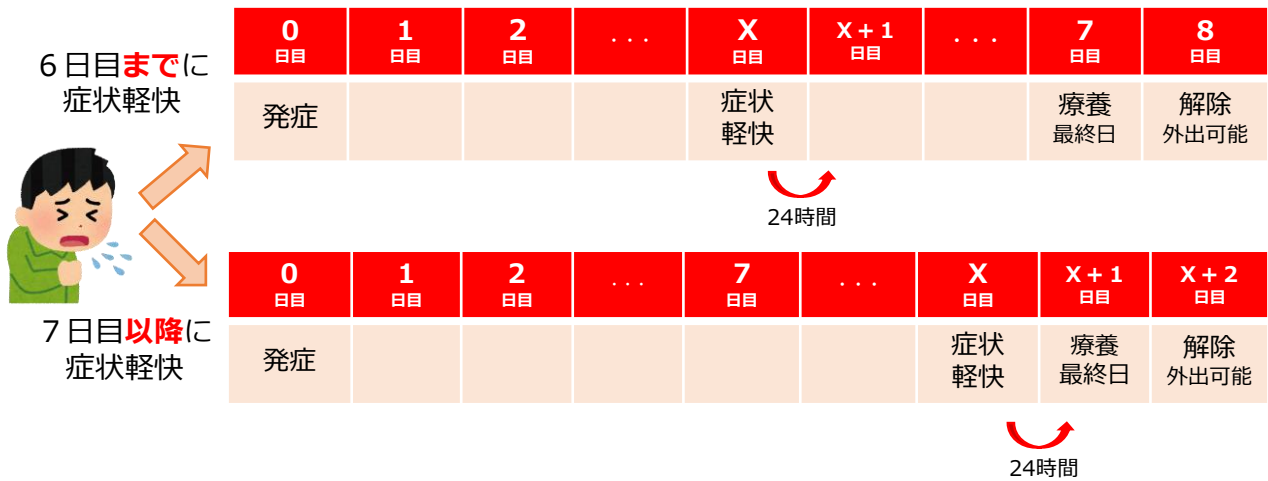 6日目までに
症状軽快
0 1 2 ... X X+1 ... 7 8
日目 日目 日目 日目 日目 日目 日目
発症 症状 療養 解除
軽快 最終日 外出可能
24時間
7日目以降に
症状軽快
0 1 2 ... 7 ... X X+1 X+2
日目 日目 日目 日目 日目 日目 日目
発症 症状 療養 解除
軽快 最終日 外出可能
24時間